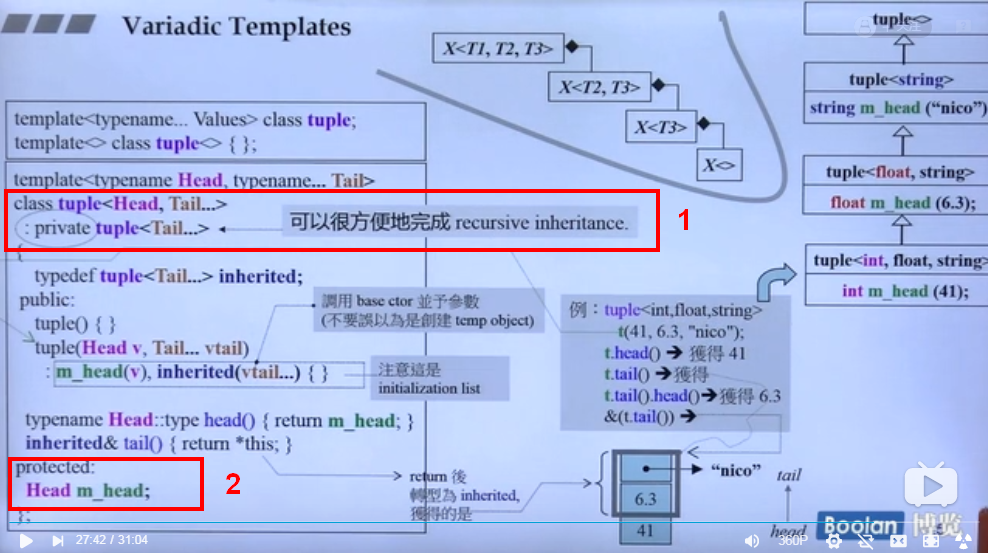 Variadic Templates
X<T1, T2, T3>
X<T2, T3>
X<T3>
X<>
tuple<>
tuple<string>
string m_head (“nico”)
tuple<float, string>
float m_head (6.3);
tuple<int, float, string>
int m_head (41);
template<typename... Values> class tuple;
template<> class tuple<> { };
template<typename Head, typename... Tail>
class tuple<Head, Tail...>
: private tuple<Tail...>
可以很方便地完成 recursive inheritance.
1
{
typedef tuple<Tail...> inherited;
public:
tuple() { }
tuple(Head v, Tail... vtail)
: m_head(v), inherited(vtail...) { }
調用 base ctor 並予參數
(不要誤以為是創建 temp object)
注意這是
initialization list
typename Head::type head() { return m_head; }
inherited& tail() { return *this; }
protected:
Head m_head;
2
};
例：tuple<int,float,string>
t(41, 6.3, "nico");
t.head() ➔ 獲得 41
t.tail() ➔獲得
t.tail().head()➔獲得 6.3
&(t.tail()) ➔
return 後
轉型為 inherited,
獲得的是
“nico”
6.3
41
tail
head
Boolan 博览
27:42 / 31:04
360P